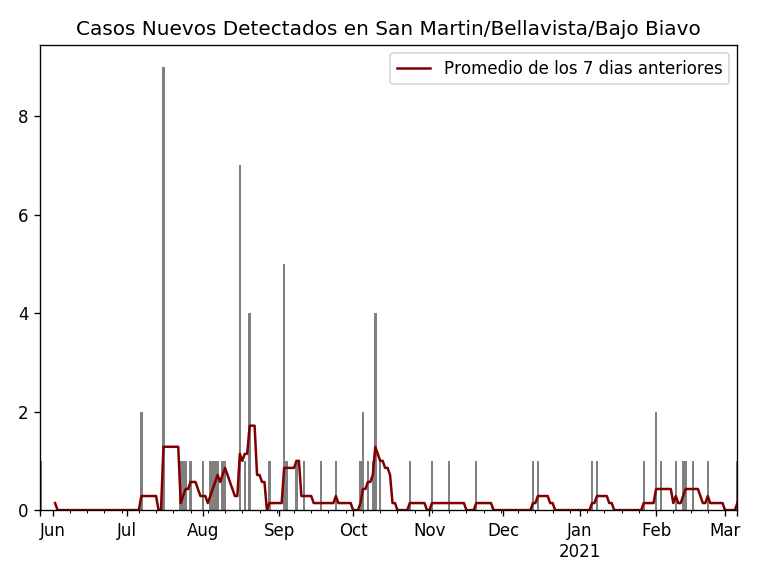 Casos Nuevos Detectados en San Martin/Bellavista/Bajo Biavo
Promedio de los 7 dias anteriores
8
6
4
2
0
Jun Jul Aug Sep Oct Nov Dec Jan Feb Mar
2021